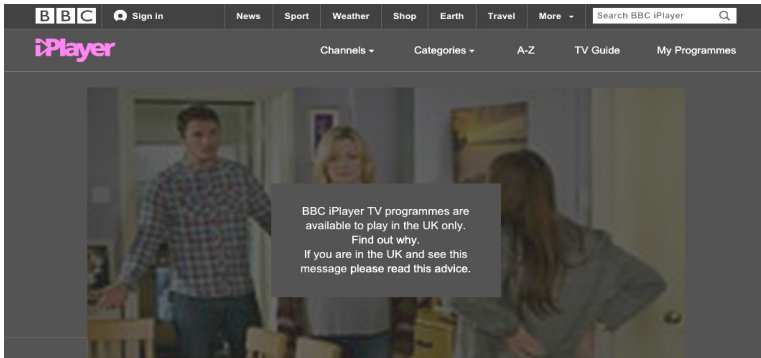 BBC Sign in News Sport Weather Shop Earth Travel More Search BBC iPlayer
iPlayer Channels Categories A-Z TV Guide My Programmes
BBC iPlayer TV programmes are
available to play in the UK only.
Find out why.
If you are in the UK and see this
message please read this advice.